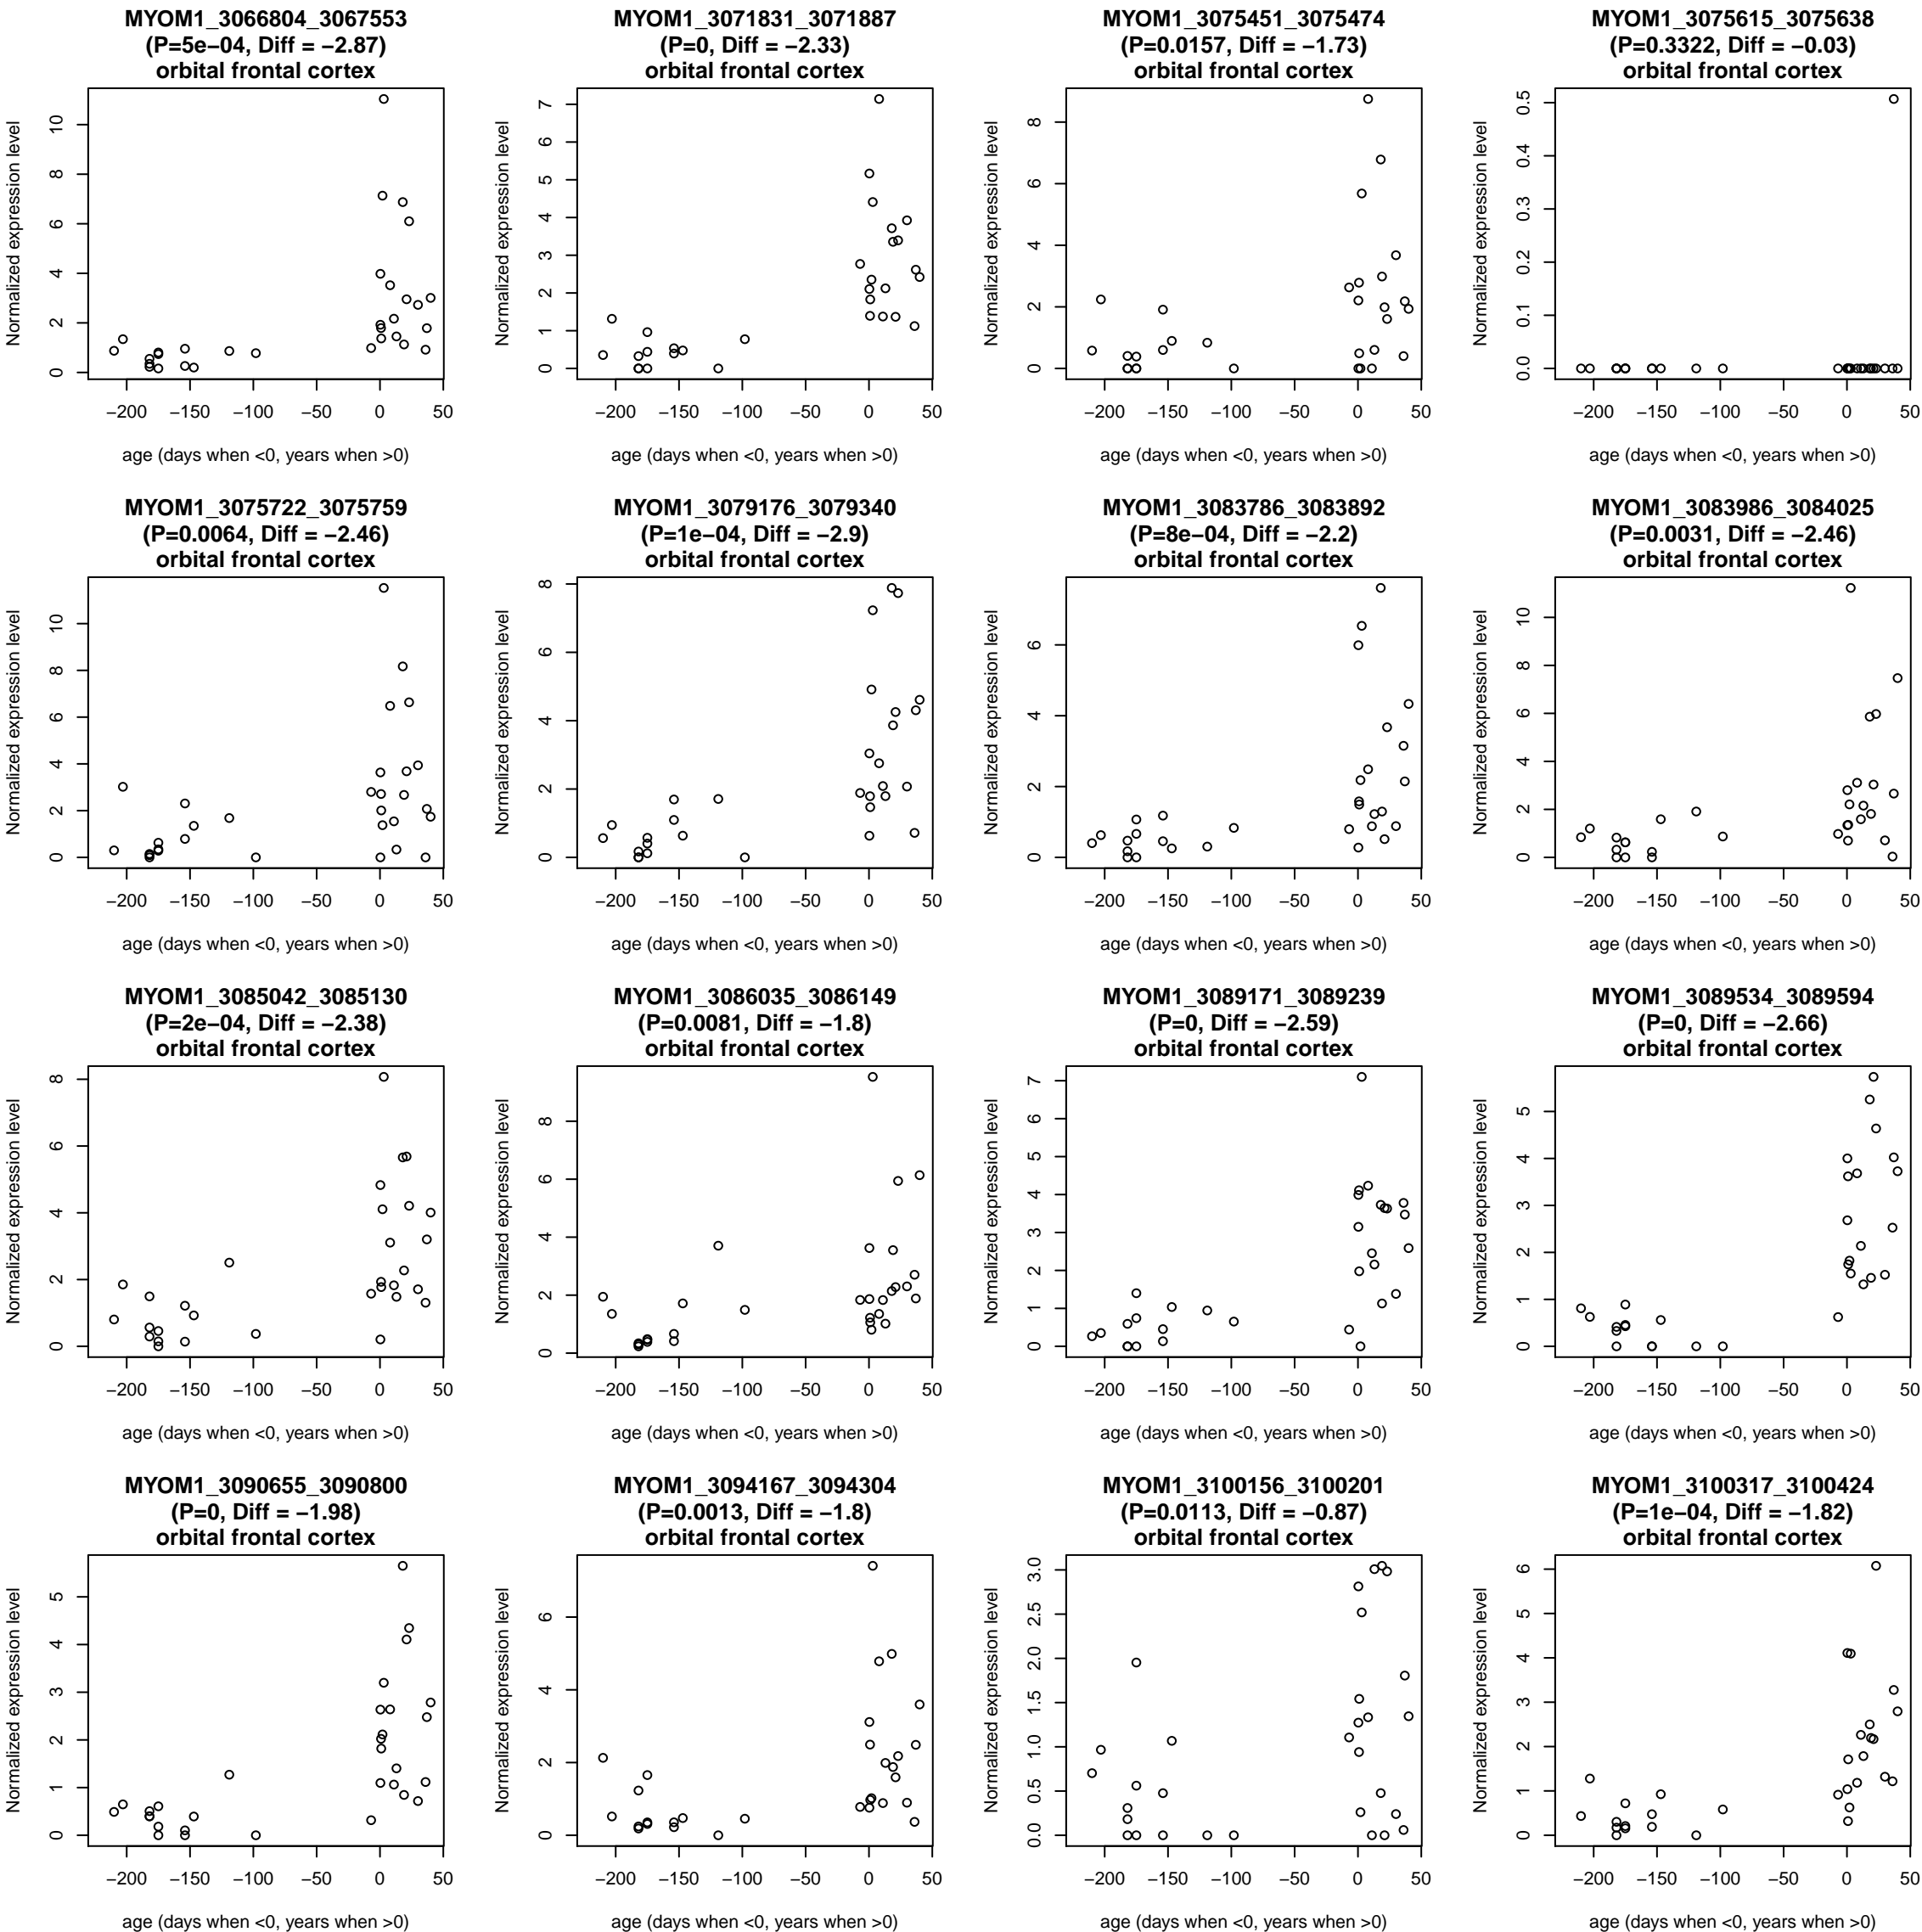 MYOM1_3066804_3067553
(P=5e−04, Diff = −2.87)
orbital frontal cortex
Normalized expression level
0 2 4 6 8 10
−200 −150 −100 −50 0 50
age (days when <0, years when >0)
MYOM1_3071831_3071887
(P=0, Diff = −2.33)
orbital frontal cortex
Normalized expression level
0 1 2 3 4 5 6 7
−200 −150 −100 −50 0 50
age (days when <0, years when >0)
MYOM1_3075451_3075474
(P=0.0157, Diff = −1.73)
orbital frontal cortex
Normalized expression level
0 2 4 6 8
−200 −150 −100 −50 0 50
age (days when <0, years when >0)
MYOM1_3075615_3075638
(P=0.3322, Diff = −0.03)
orbital frontal cortex
Normalized expression level
0.0 0.1 0.2 0.3 0.4 0.5
−200 −150 −100 −50 0 50
age (days when <0, years when >0)
MYOM1_3075722_3075759
(P=0.0064, Diff = −2.46)
orbital frontal cortex
Normalized expression level
0 2 4 6 8 10
−200 −150 −100 −50 0 50
age (days when <0, years when >0)
MYOM1_3079176_3079340
(P=1e−04, Diff = −2.9)
orbital frontal cortex
Normalized expression level
0 2 4 6 8
−200 −150 −100 −50 0 50
age (days when <0, years when >0)
MYOM1_3083786_3083892
(P=8e−04, Diff = −2.2)
orbital frontal cortex
Normalized expression level
0 2 4 6
−200 −150 −100 −50 0 50
age (days when <0, years when >0)
MYOM1_3083986_3084025
(P=0.0031, Diff = −2.46)
orbital frontal cortex
Normalized expression level
0 2 4 6 8 10
−200 −150 −100 −50 0 50
age (days when <0, years when >0)
MYOM1_3085042_3085130
(P=2e−04, Diff = −2.38)
orbital frontal cortex
Normalized expression level
0 2 4 6 8
−200 −150 −100 −50 0 50
age (days when <0, years when >0)
MYOM1_3086035_3086149
(P=0.0081, Diff = −1.8)
orbital frontal cortex
Normalized expression level
0 2 4 6 8
−200 −150 −100 −50 0 50
age (days when <0, years when >0)
MYOM1_3089171_3089239
(P=0, Diff = −2.59)
orbital frontal cortex
Normalized expression level
0 1 2 3 4 5 6 7
−200 −150 −100 −50 0 50
age (days when <0, years when >0)
MYOM1_3089534_3089594
(P=0, Diff = −2.66)
orbital frontal cortex
Normalized expression level
0 1 2 3 4 5
−200 −150 −100 −50 0 50
age (days when <0, years when >0)
MYOM1_3090655_3090800
(P=0, Diff = −1.98)
orbital frontal cortex
Normalized expression level
0 1 2 3 4 5
−200 −150 −100 −50 0 50
age (days when <0, years when >0)
MYOM1_3094167_3094304
(P=0.0013, Diff = −1.8)
orbital frontal cortex
Normalized expression level
0 2 4 6
−200 −150 −100 −50 0 50
age (days when <0, years when >0)
MYOM1_3100156_3100201
(P=0.0113, Diff = −0.87)
orbital frontal cortex
Normalized expression level
0.0 0.5 1.0 1.5 2.0 2.5 3.0
−200 −150 −100 −50 0 50
age (days when <0, years when >0)
MYOM1_3100317_3100424
(P=1e−04, Diff = −1.82)
orbital frontal cortex
Normalized expression level
0 1 2 3 4 5 6
−200 −150 −100 −50 0 50
age (days when <0, years when >0)